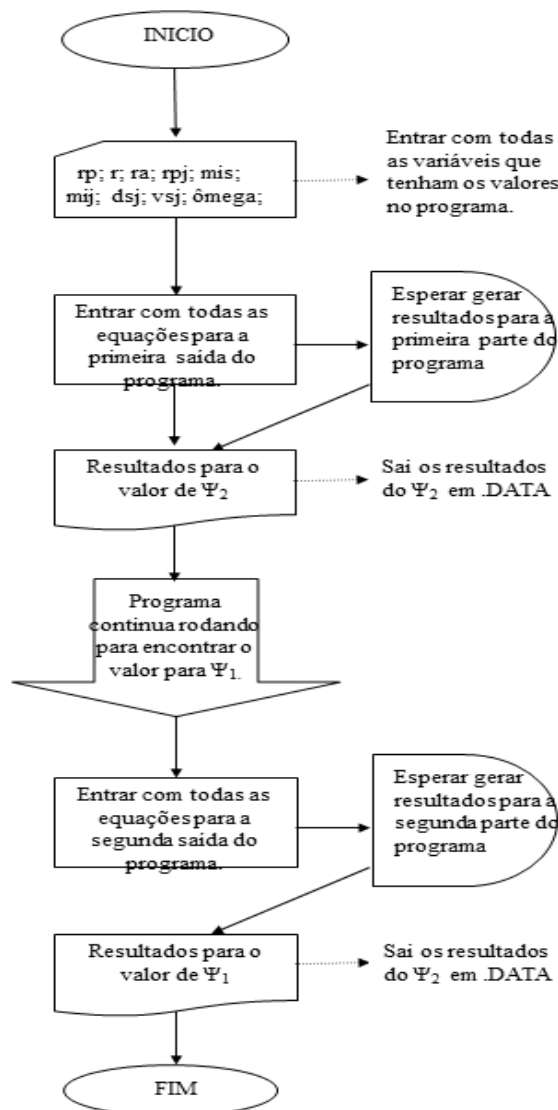 INICIO
rp; r; ra; rpj; mis;
mij; dsj; vsj; ômega;
Entrar com todas
as variáveis que
tenham os valores
no programa.
Entrar com todas as
equações para a
primeira saída do
programa.
Esperar gerar
resultados para a
primeira parte do
programa
Resultados para o
valor de Ψ₂
Sai os resultados
do Ψ₂ em .DATA
Programa
continua rodando
para encontrar o
valor para Ψ₁.
Entrar com todas as
equações para a
segunda saída do
programa.
Esperar gerar
resultados para a
segunda parte do
programa
Resultados para o
valor de Ψ₁
Sai os resultados
do Ψ₂ em .DATA
FIM